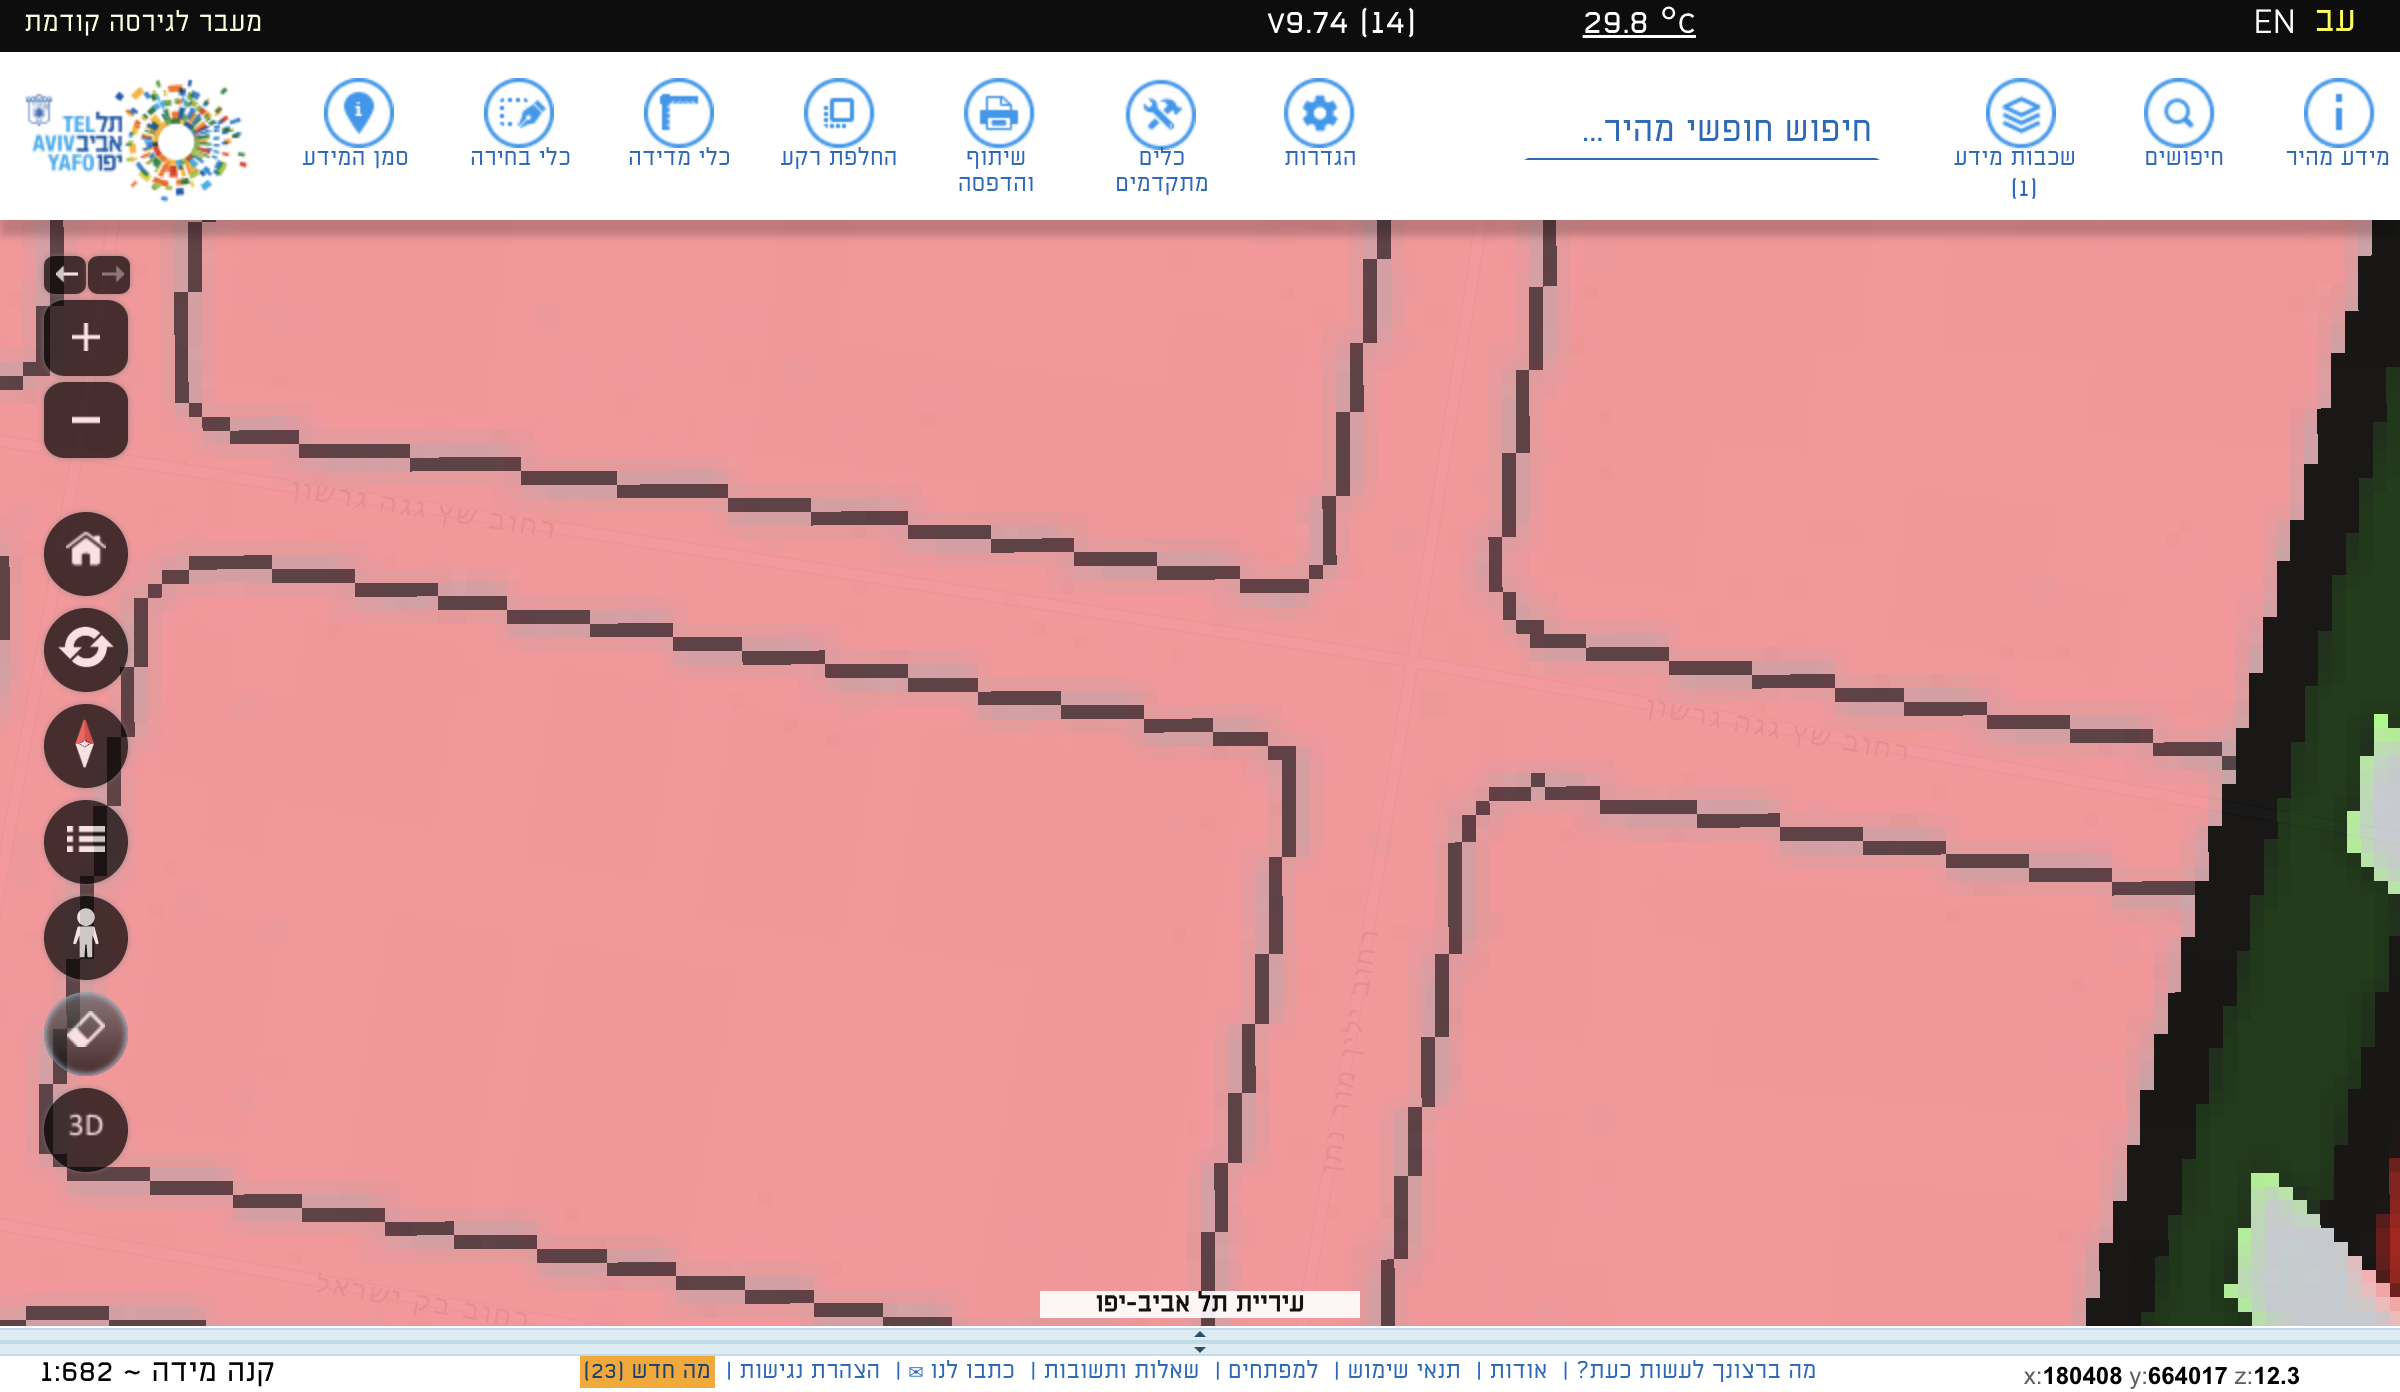 עב EN
29.8 °C
V9.74 (14)
מעבר לגירסה קודמת
מידע מהיר
חיפושים
שכבות מידע
(1)
חיפוש חופשי מהיר...
הגדרות
כלים
מתקדמים
שיתוף
והדפסה
החלפת רקע
כלי מדידה
כלי בחירה
סמן המידע
תל TEL
אביב AVIV
יפו YAFO
רחוב שץ גגה גרשון
רחוב שץ גגה גרשון
רחוב ילין מור נתן
רחוב בק ישראל
3D
עיריית תל אביב-יפו
x:180408 y:664017 z:12.3
מה ברצונך לעשות כעת? | אודות | תנאי שימוש | למפתחים | שאלות ותשובות | כתבו לנו ✉ | הצהרת נגישות | מה חדש (23)
קנה מידה ~ 1:682